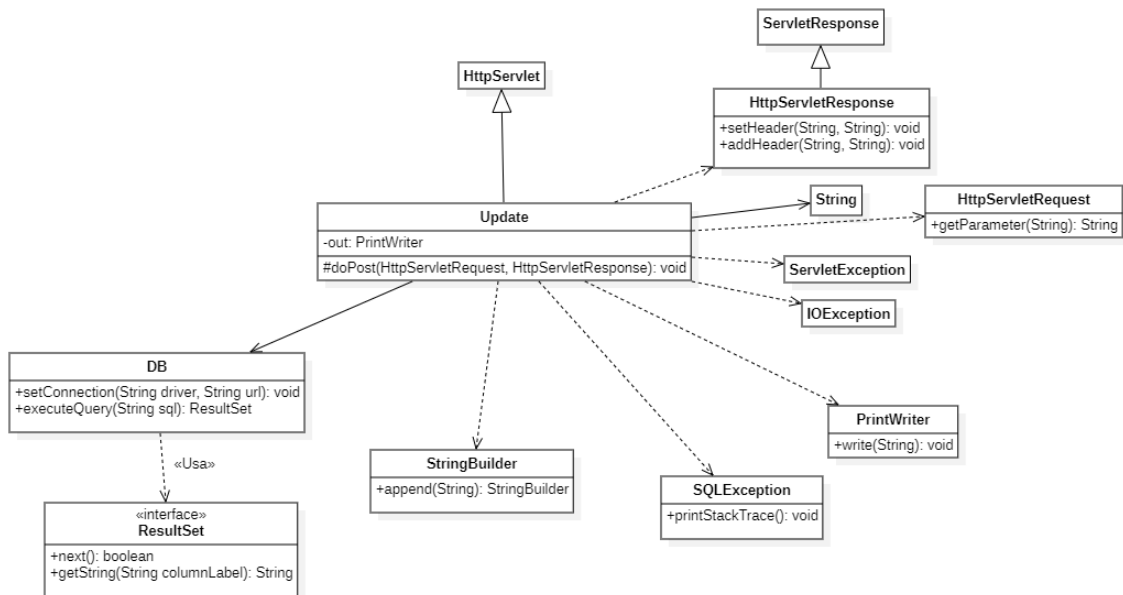 ServletResponse
HttpServlet
HttpServletResponse
+setHeader(String, String): void
+addHeader(String, String): void
String
HttpServletRequest
+getParameter(String): String
Update
-out: PrintWriter
#doPost(HttpServletRequest, HttpServletResponse): void
ServletException
IOException
DB
+setConnection(String driver, String url): void
+executeQuery(String sql): ResultSet
«Usa»
PrintWriter
+write(String): void
StringBuilder
+append(String): StringBuilder
SQLException
+printStackTrace(): void
«interface»
ResultSet
+next(): boolean
+getString(String columnLabel): String